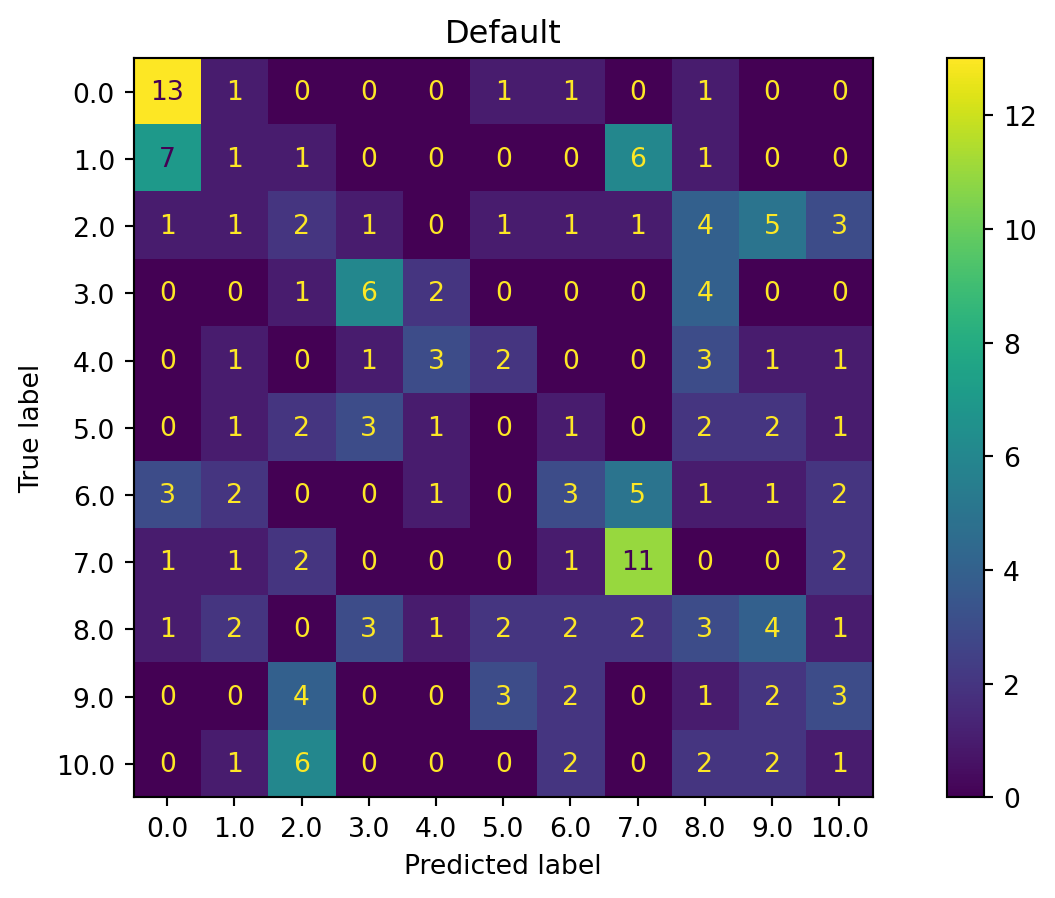 Default
0.0 13 1 0 0 0 1 1 0 1 0 0
1.0 7 1 1 0 0 0 0 6 1 0 0
2.0 1 1 2 1 0 1 1 1 4 5 3
3.0 0 0 1 6 2 0 0 0 4 0 0
4.0 0 1 0 1 3 2 0 0 3 1 1
5.0 0 1 2 3 1 0 1 0 2 2 1
6.0 3 2 0 0 1 0 3 5 1 1 2
7.0 1 1 2 0 0 0 1 11 0 0 2
8.0 1 2 0 3 1 2 2 2 3 4 1
9.0 0 0 4 0 0 3 2 0 1 2 3
10.0 0 1 6 0 0 0 2 0 2 2 1
0.0 1.0 2.0 3.0 4.0 5.0 6.0 7.0 8.0 9.0 10.0
Predicted label
True label
12
10
8
6
4
2
0